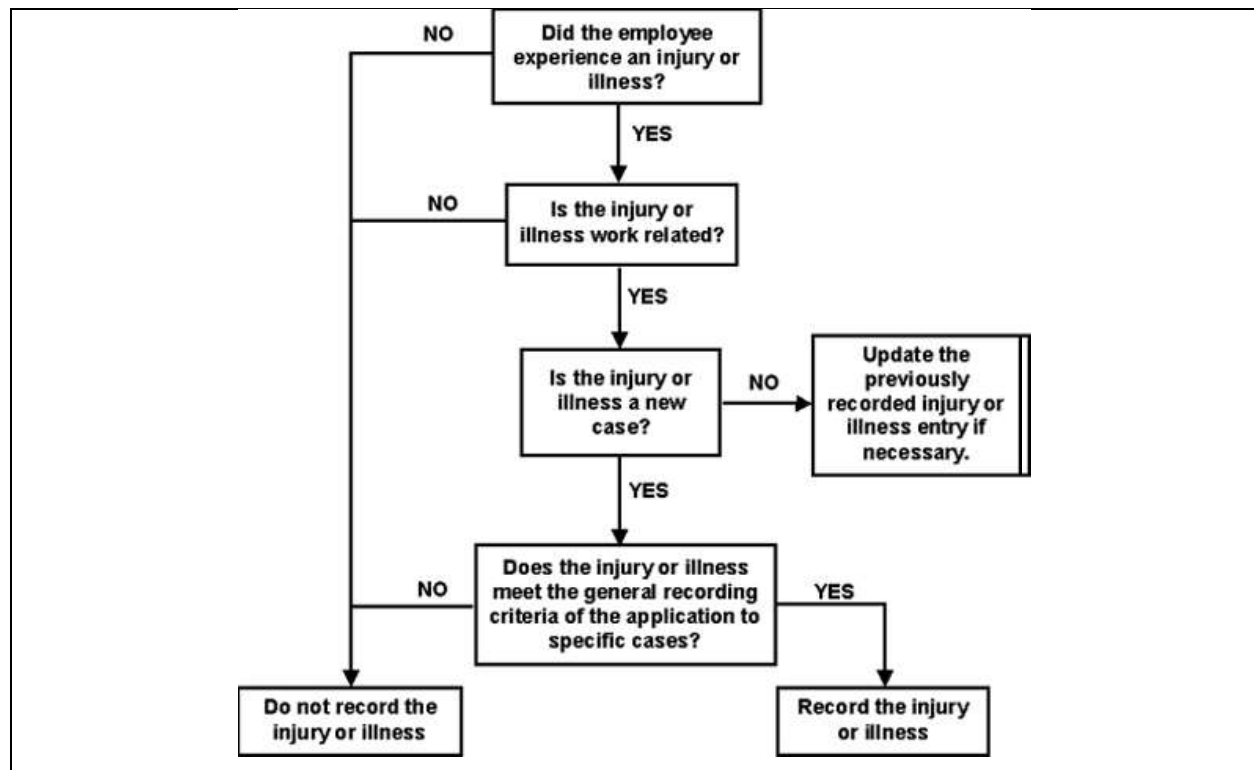 NO
Did the employee
experience an injury or
illness?
YES
NO
Is the injury or
illness work related?
YES
Is the injury or
illness a new
case?
NO
Update the
previously
recorded injury or
illness entry if
necessary.
YES
NO
Does the injury or illness
meet the general recording
criteria of the application to
specific cases?
YES
Do not record the
injury or illness
Record the injury
or illness